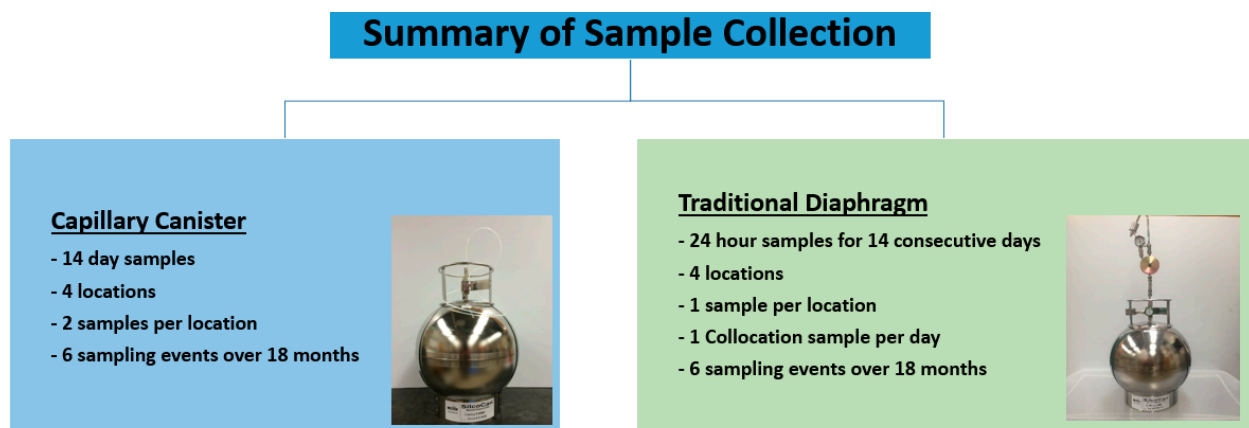 Summary of Sample Collection
Capillary Canister
- 14 day samples
- 4 locations
- 2 samples per location
- 6 sampling events over 18 months
SilcoCan
Traditional Diaphragm
- 24 hour samples for 14 consecutive days
- 4 locations
- 1 sample per location
- 1 Collocation sample per day
- 6 sampling events over 18 months